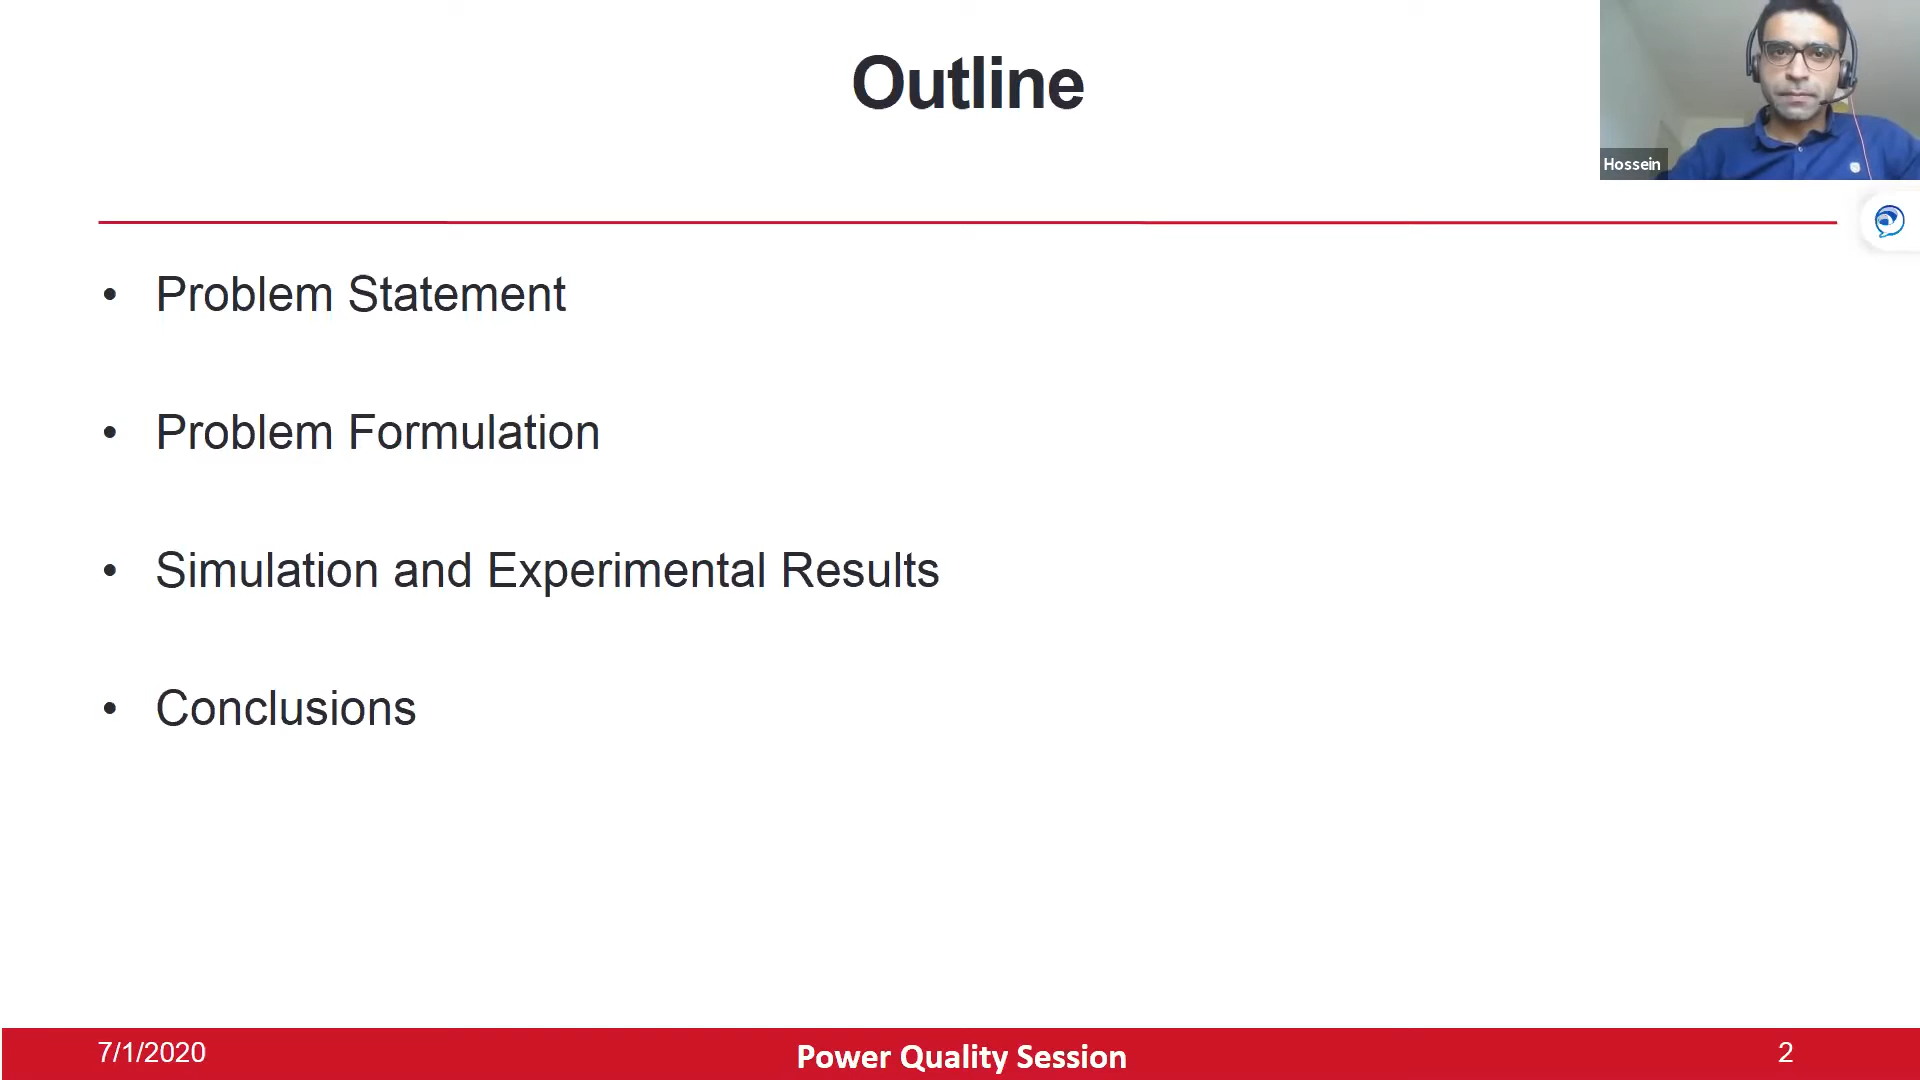 Outline
Hossein
• Problem Statement
• Problem Formulation
• Simulation and Experimental Results
• Conclusions
7/1/2020
Power Quality Session
2